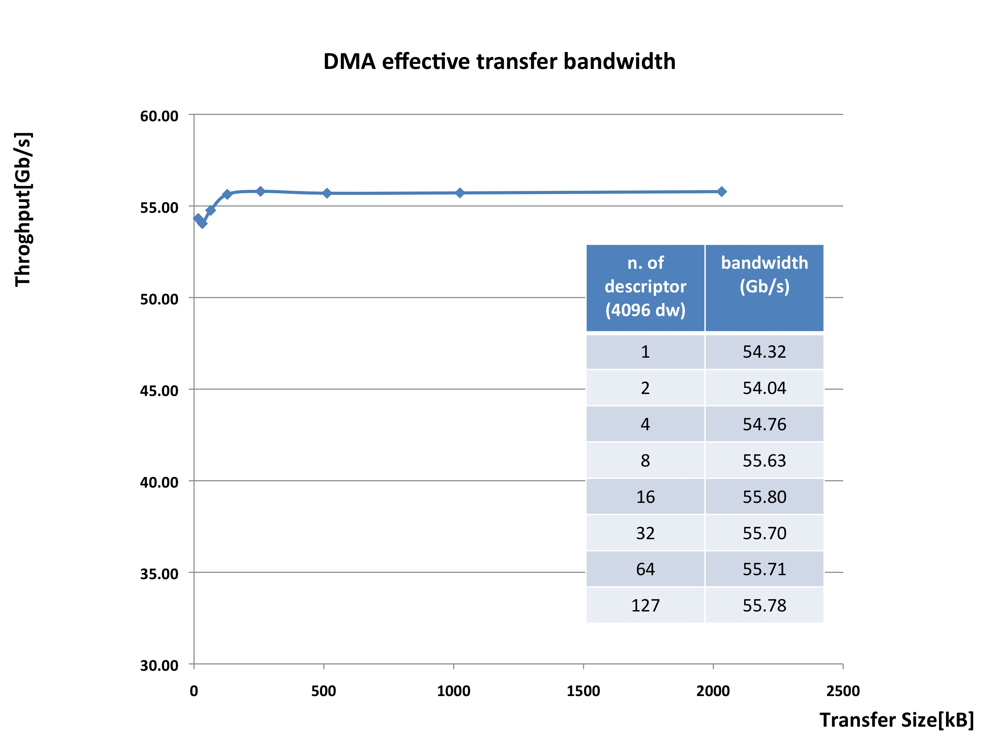 DMA effective transfer bandwidth
Throghput[Gb/s]
60.00
55.00
50.00
45.00
40.00
35.00
30.00
n. of
descriptor
(4096 dw)
bandwidth
(Gb/s)
1 54.32
2 54.04
4 54.76
8 55.63
16 55.80
32 55.70
64 55.71
127 55.78
0 500 1000 1500 2000 2500
Transfer Size[kB]